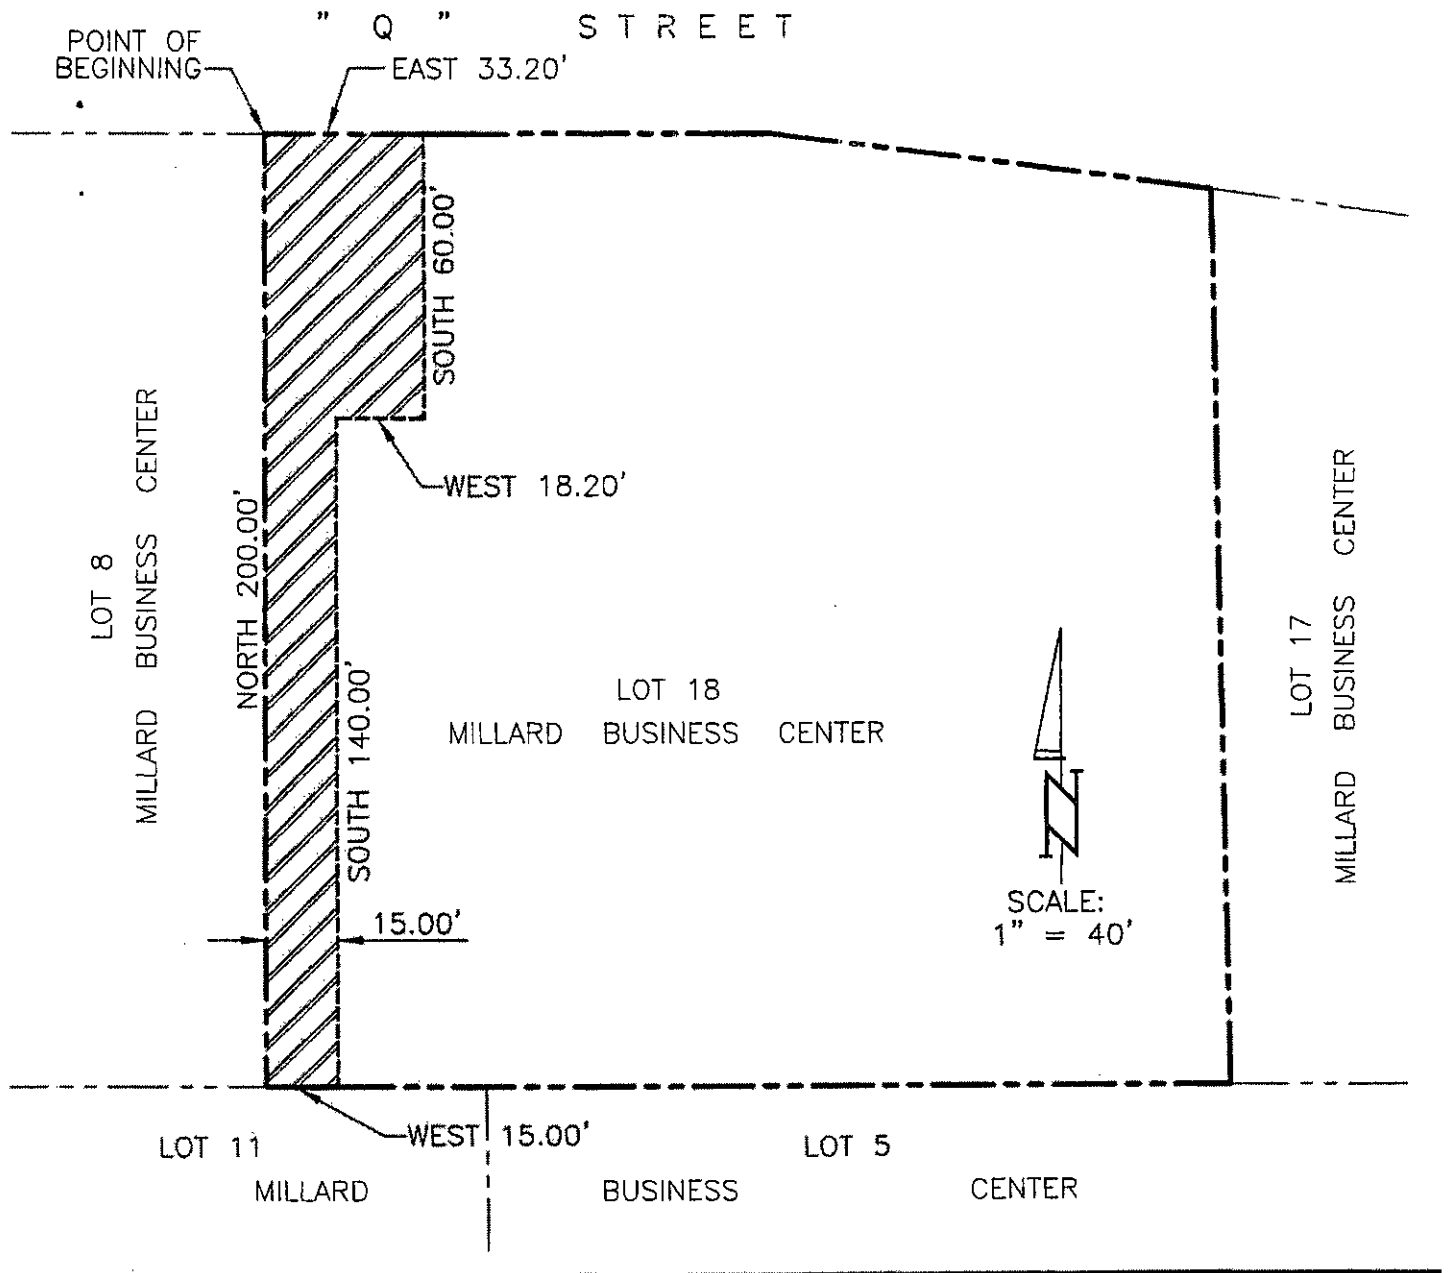 " Q " STREET
POINT OF
BEGINNING
EAST 33.20'
SOUTH 60.00'
WEST 18.20'
LOT 8
MILLARD BUSINESS CENTER
NORTH 200.00'
SOUTH 140.00'
LOT 18
MILLARD BUSINESS CENTER
LOT 17
MILLARD BUSINESS CENTER
N
SCALE:
1" = 40'
15.00'
WEST 15.00'
LOT 11
LOT 5
MILLARD BUSINESS CENTER